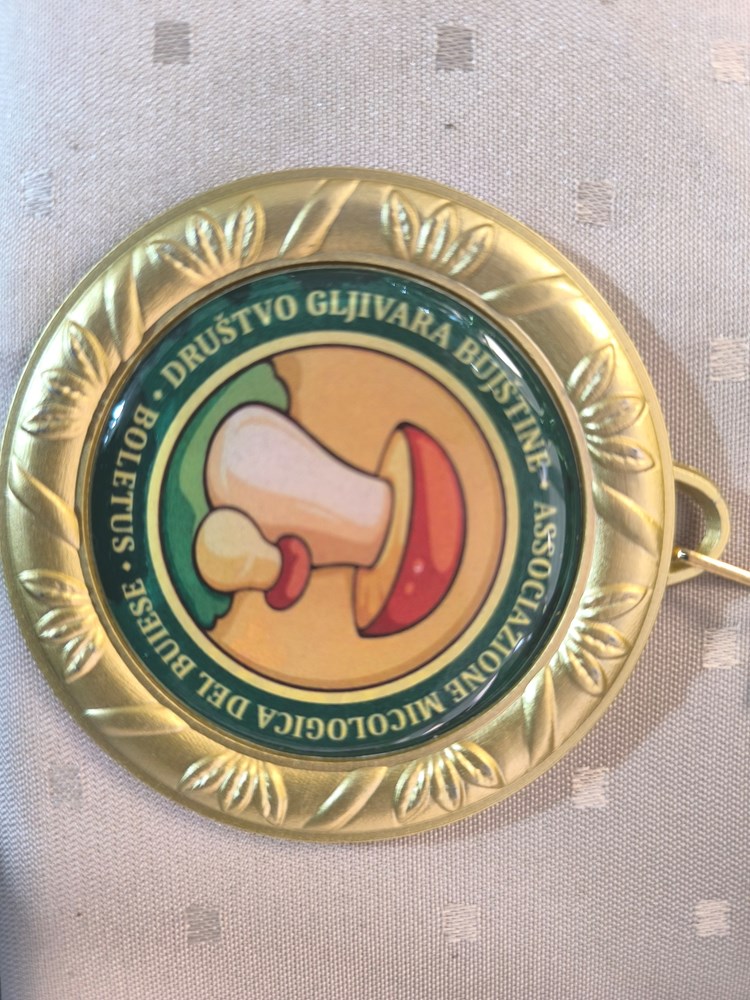 BOLETUS • DRUŠTVO GLJIVARA BUJŠTINE • ASSOCIAZIONE MICOLOGICA DEL BUIESE •